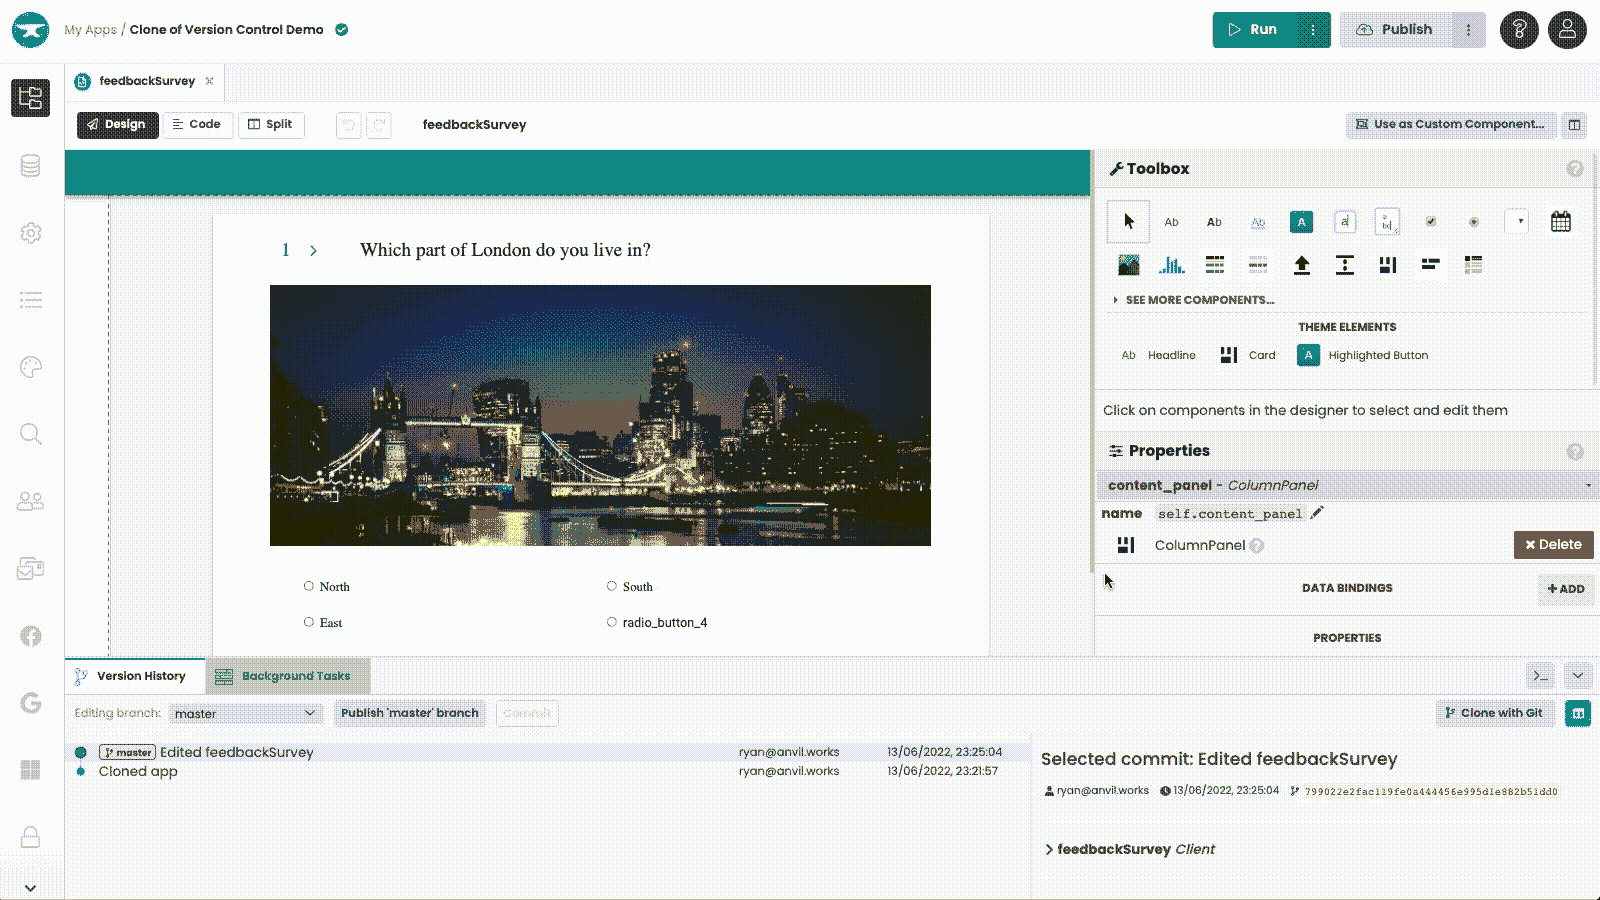 My Apps / Clone of Version Control Demo
Run
Publish
feedbackSurvey
Design
Code
Split
feedbackSurvey
Use as Custom Component...
1
Which part of London do you live in?
North
South
East
radio_button_4
Toolbox
Ab
Ab
Ab
A
a
SEE MORE COMPONENTS...
THEME ELEMENTS
Ab Headline
Card
A Highlighted Button
Click on components in the designer to select and edit them
Properties
content_panel - ColumnPanel
name self.content_panel
ColumnPanel
Delete
DATA BINDINGS
+ ADD
PROPERTIES
Version History
Background Tasks
Editing branch: master
Publish 'master' branch
Commit
Clone with Git
master Edited feedbackSurvey ryan@anvil.works 13/06/2022, 23:25:04
Cloned app ryan@anvil.works 13/06/2022, 23:21:57
Selected commit: Edited feedbackSurvey
ryan@anvil.works 13/06/2022, 23:25:04
feedbackSurvey Client